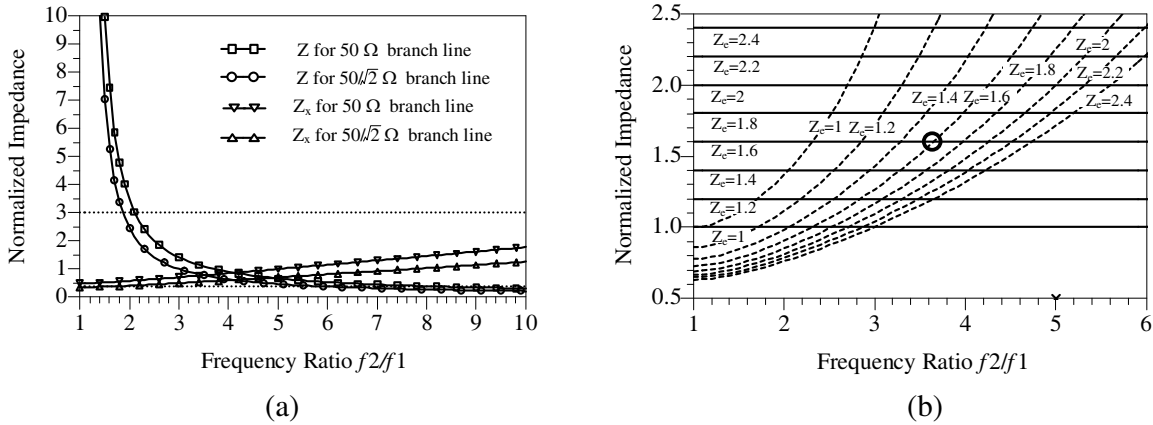 Normalized Impedance
10
9
8
7
6
5
4
3
2
1
0
Z for 50 Ω branch line
Z for 50/√2 Ω branch line
Zx for 50 Ω branch line
Zx for 50/√2 Ω branch line
1 2 3 4 5 6 7 8 9 10
Frequency Ratio f2/f1
(a)
Normalized Impedance
2.5
2.0
1.5
1.0
0.5
Ze=2.4
Ze=2.2
Ze=2
Ze=1.8
Ze=1.6
Ze=1.4
Ze=1.2
Ze=1
Ze=1
Ze=1.2
Ze=1.4
Ze=1.6
Ze=1.8
Ze=2
Ze=2.2
Ze=2.4
1 2 3 4 5 6
Frequency Ratio f2/f1
(b)